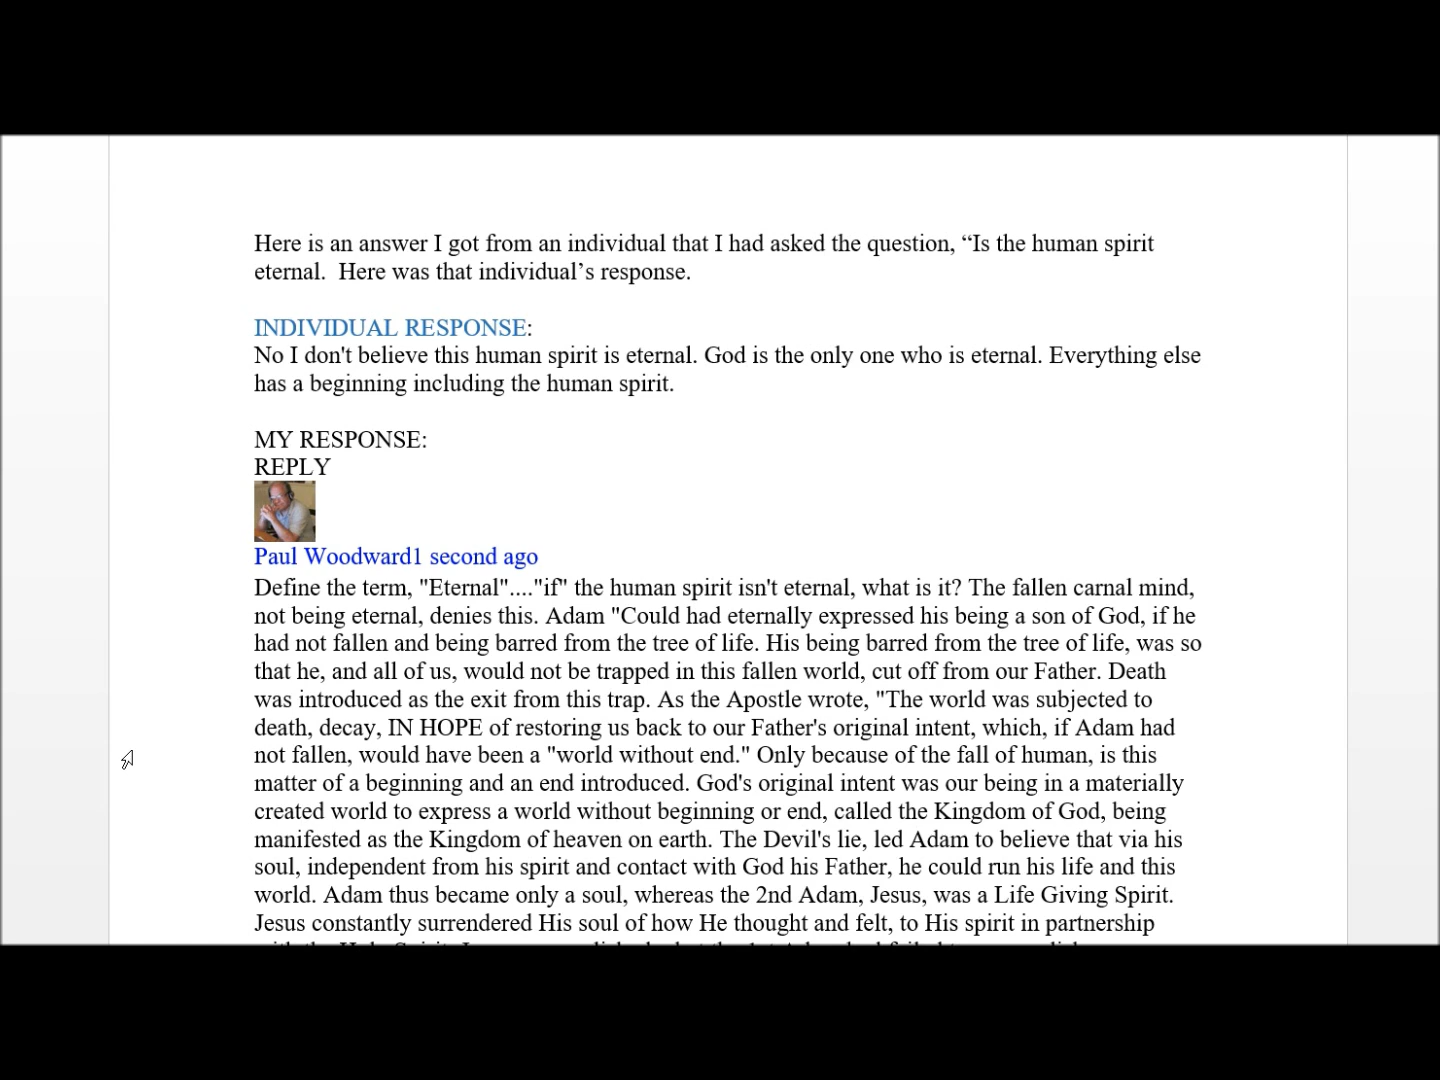 Here is an answer I got from an individual that I had asked the question, “Is the human spirit
eternal.  Here was that individual’s response.
INDIVIDUAL RESPONSE:
No I don't believe this human spirit is eternal. God is the only one who is eternal. Everything else
has a beginning including the human spirit.
MY RESPONSE:
REPLY
Paul Woodward1 second ago
Define the term, "Eternal"...."if" the human spirit isn't eternal, what is it? The fallen carnal mind,
not being eternal, denies this. Adam "Could had eternally expressed his being a son of God, if he
had not fallen and being barred from the tree of life. His being barred from the tree of life, was so
that he, and all of us, would not be trapped in this fallen world, cut off from our Father. Death
was introduced as the exit from this trap. As the Apostle wrote, "The world was subjected to
death, decay, IN HOPE of restoring us back to our Father's original intent, which, if Adam had
not fallen, would have been a "world without end." Only because of the fall of human, is this
matter of a beginning and an end introduced. God's original intent was our being in a materially
created world to express a world without beginning or end, called the Kingdom of God, being
manifested as the Kingdom of heaven on earth. The Devil's lie, led Adam to believe that via his
soul, independent from his spirit and contact with God his Father, he could run his life and this
world. Adam thus became only a soul, whereas the 2nd Adam, Jesus, was a Life Giving Spirit.
Jesus constantly surrendered His soul of how He thought and felt, to His spirit in partnership